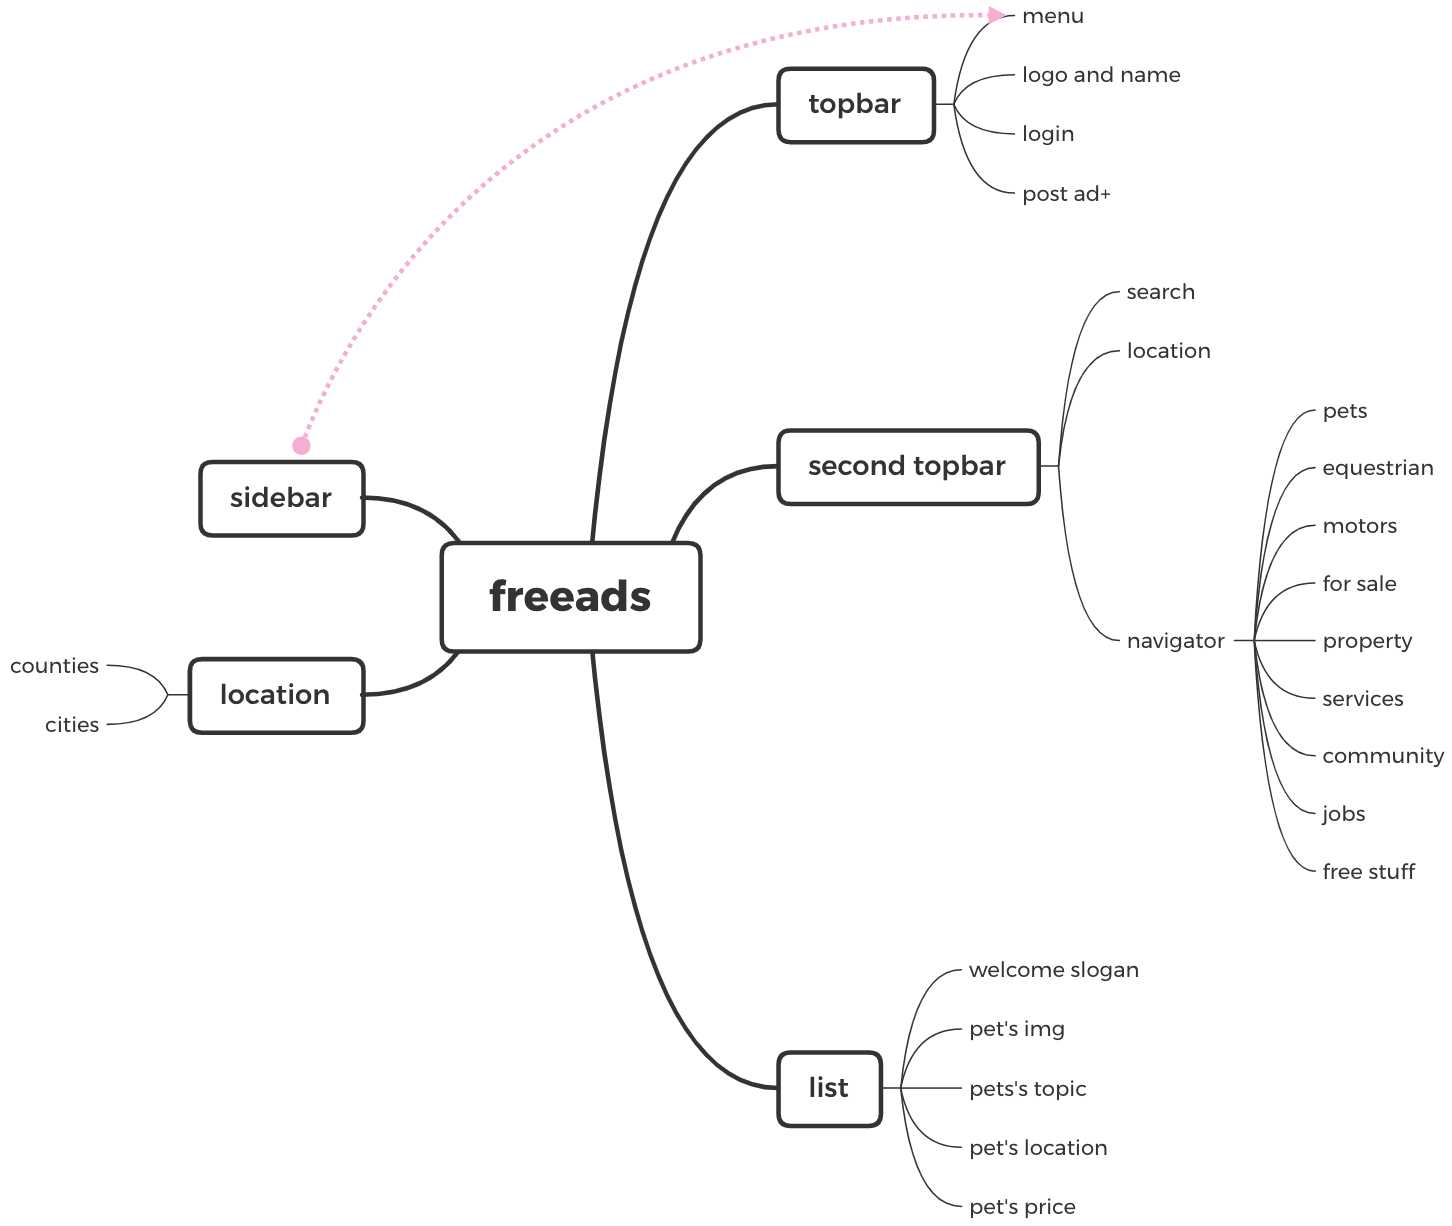 menu
topbar
logo and name
login
post ad+
search
location
second topbar
pets
equestrian
motors
for sale
navigator
property
services
community
jobs
free stuff
sidebar
freeads
counties
location
cities
welcome slogan
pet's img
list
pets's topic
pet's location
pet's price